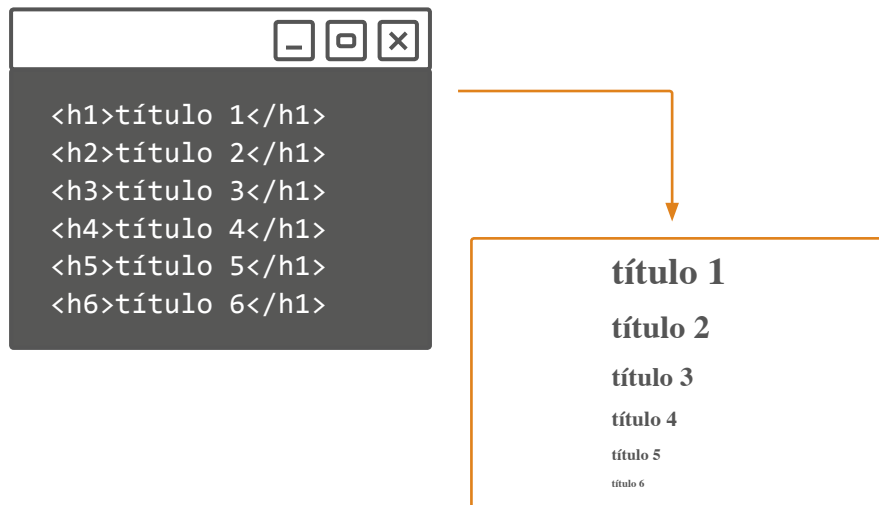 <h1>título 1</h1>
<h2>título 2</h1>
<h3>título 3</h1>
<h4>título 4</h1>
<h5>título 5</h1>
<h6>título 6</h1>
título 1
título 2
título 3
título 4
título 5
título 6